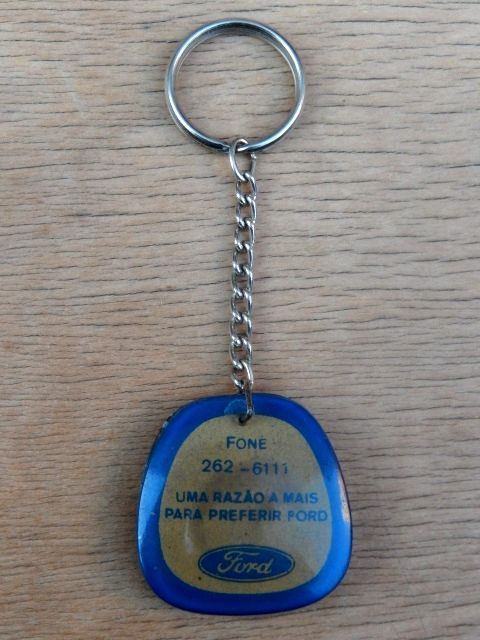 FONE
262-6111
UMA RAZÃO A MAIS
PARA PREFERIR FORD
Ford